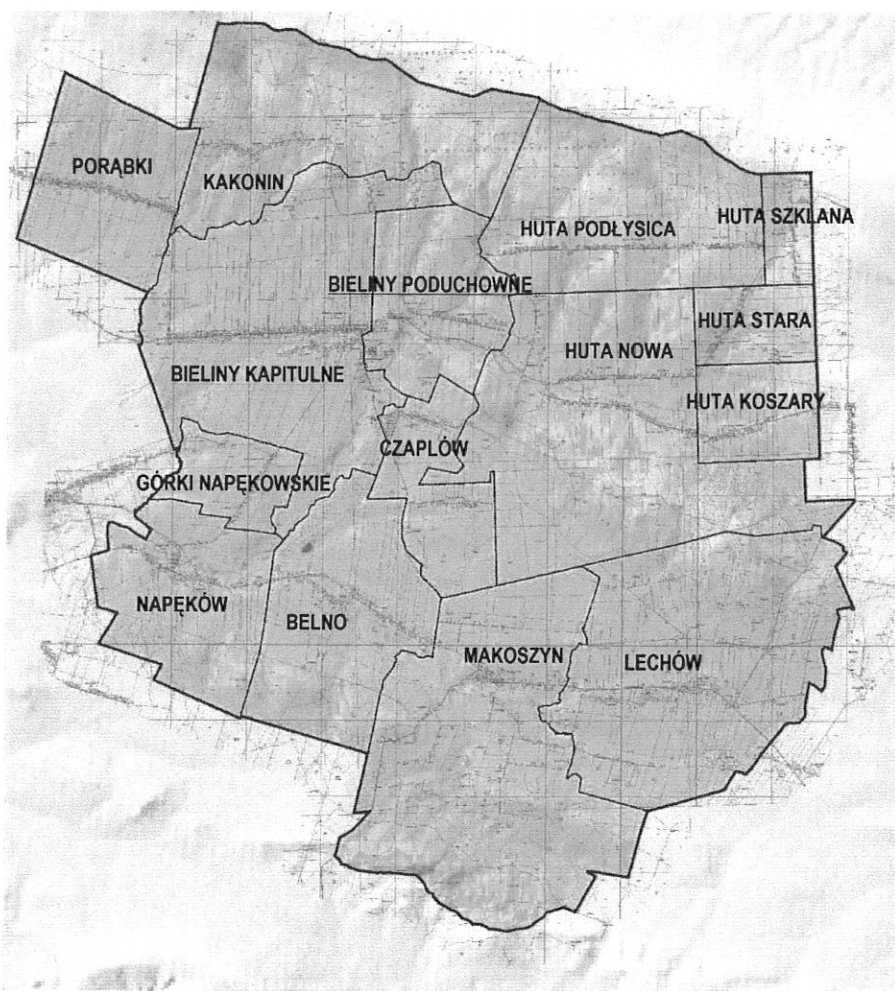 PORĄBKI
KAKONIN
HUTA SZKLANA
HUTA PODŁYSICA
BIELINY PODUCHOWNE
HUTA STARA
HUTA NOWA
BIELINY KAPITULNE
HUTA KOSZARY
CZAPLÓW
GÓRKI NAPĘKOWSKIE
NAPĘKÓW
BELNO
MAKOSZYN
LECHÓW